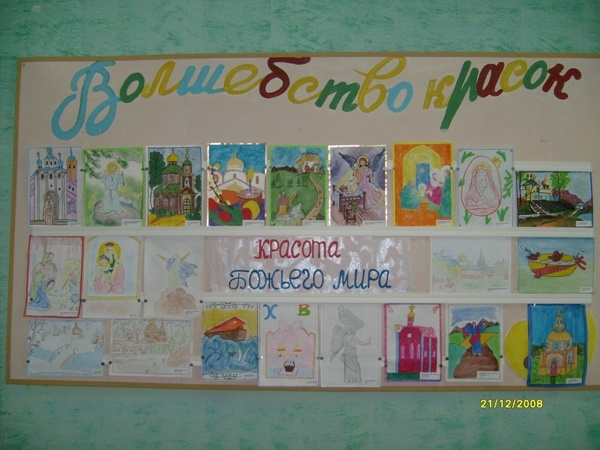 Волшебство красок
Красота
Божьего мира
Х В
21/12/2008